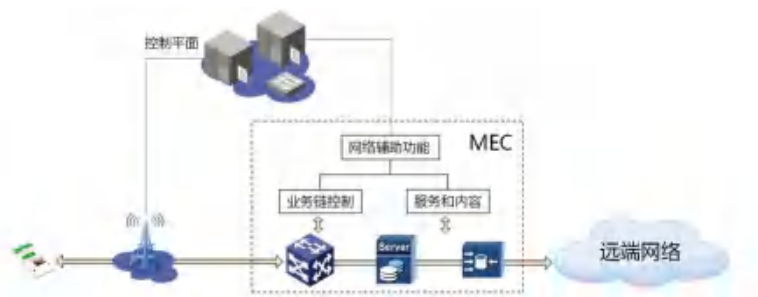 控制平面
MEC
网络辅助功能
业务链控制
服务和内容
Server
远端网络